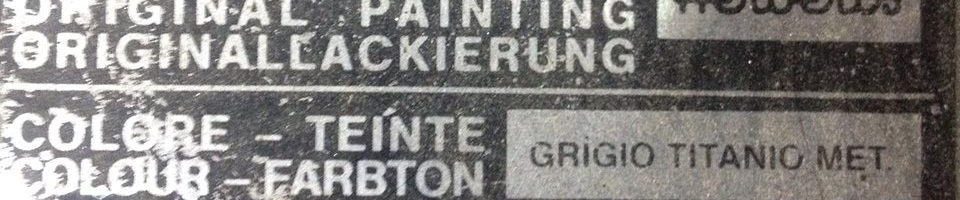 ORIGINAL PAINTING
ORIGINALLACKIERUNG
COLORE - TEINTE
COLOUR - FARBTON
GRIGIO TITANIO MET.